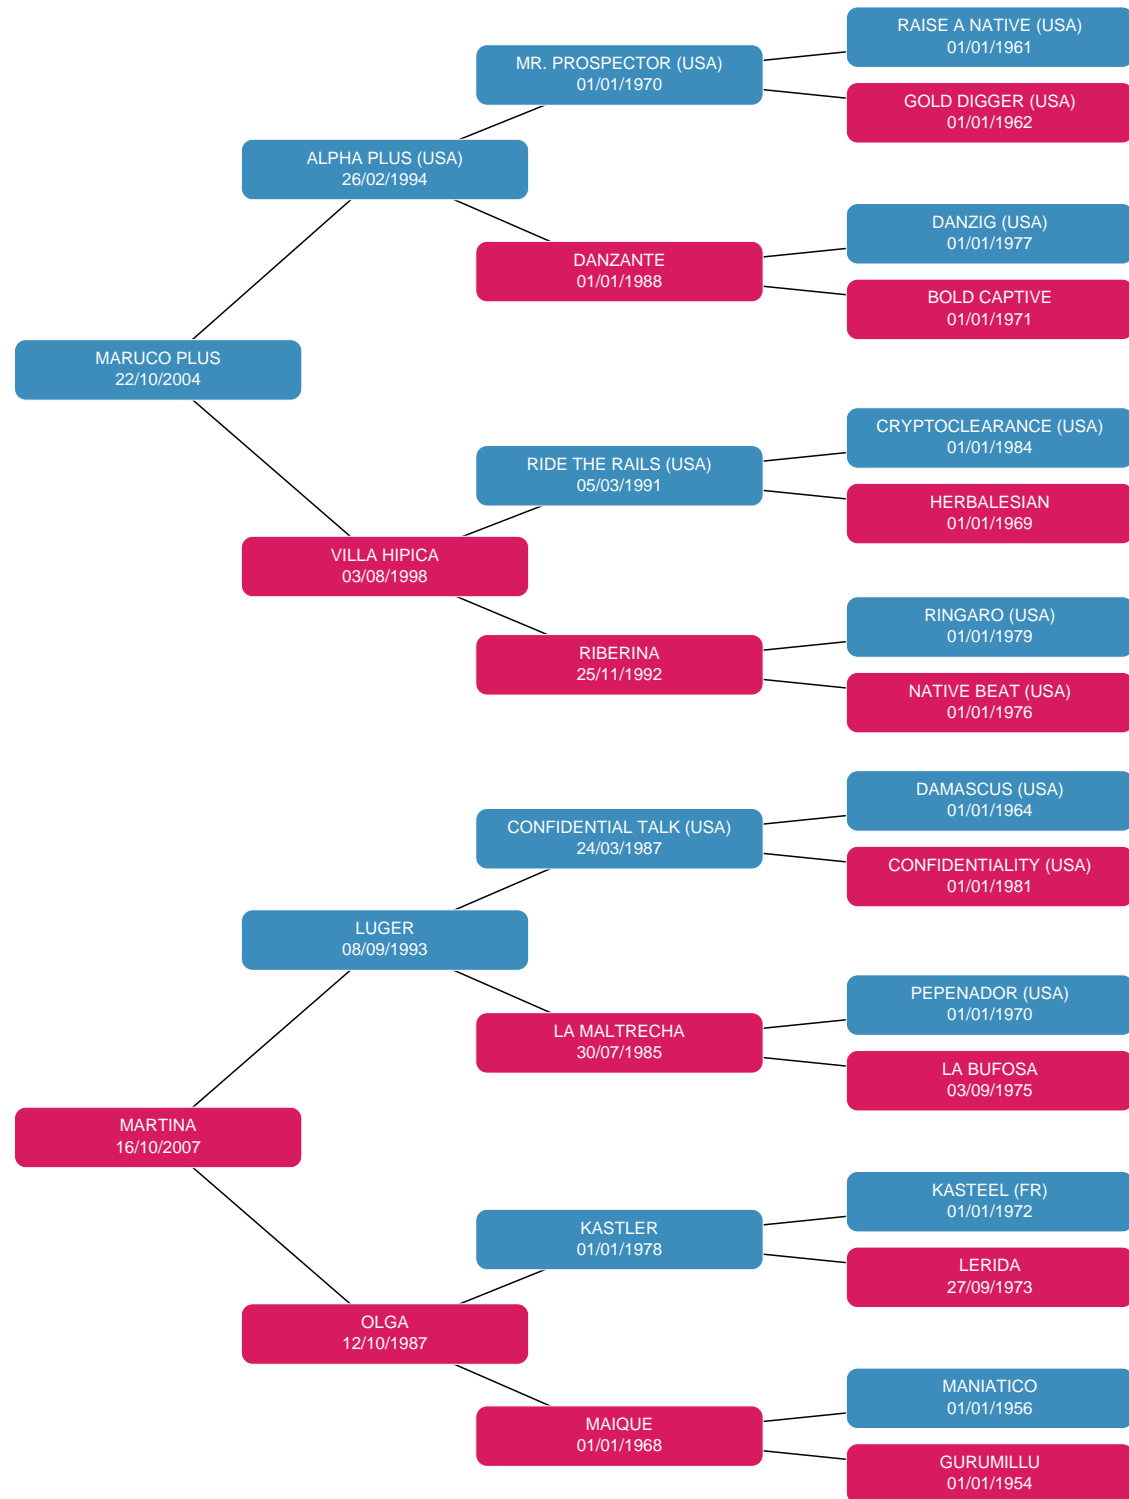 RAISE A NATIVE (USA)
01/01/1961
MR. PROSPECTOR (USA)
01/01/1970
GOLD DIGGER (USA)
01/01/1962
ALPHA PLUS (USA)
26/02/1994
DANZIG (USA)
01/01/1977
DANZANTE
01/01/1988
BOLD CAPTIVE
01/01/1971
MARUCO PLUS
22/10/2004
CRYPTOCLEARANCE (USA)
01/01/1984
RIDE THE RAILS (USA)
05/03/1991
HERBALESIAN
01/01/1969
VILLA HIPICA
03/08/1998
RINGARO (USA)
01/01/1979
RIBERINA
25/11/1992
NATIVE BEAT (USA)
01/01/1976
DAMASCUS (USA)
01/01/1964
CONFIDENTIAL TALK (USA)
24/03/1987
CONFIDENTIALITY (USA)
01/01/1981
LUGER
08/09/1993
PEPENADOR (USA)
01/01/1970
LA MALTRECHA
30/07/1985
LA BUFOSA
03/09/1975
MARTINA
16/10/2007
KASTEEL (FR)
01/01/1972
KASTLER
01/01/1978
LERIDA
27/09/1973
OLGA
12/10/1987
MANIATICO
01/01/1956
MAIQUE
01/01/1968
GURUMILLU
01/01/1954